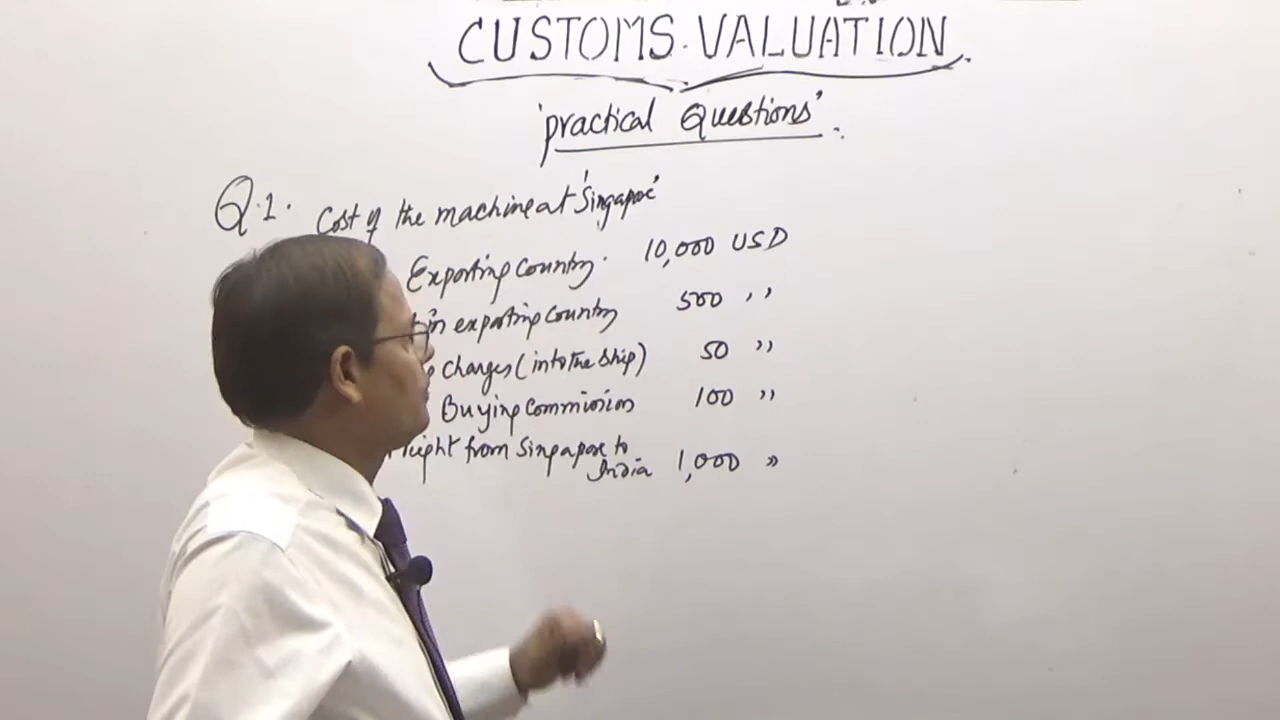 CUSTOMS VALUATION
'practical Questions'
Q.1. Cost of the machine at 'Singapore'
Exporting Country. 10,000 USD
in exporting Country 500 ,,
charges (into the ship) 50 ,,
Buying Commission 100 ,,
from Singapore to
India 1,000 ,,